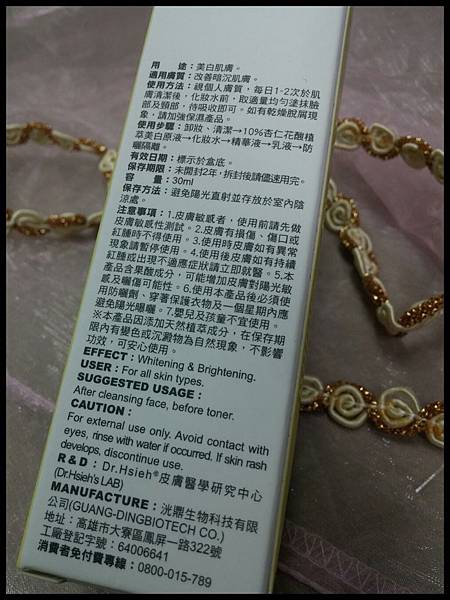 用　　途：美白肌膚。
適用膚質：改善暗沉肌膚。
使用方法：視個人膚質，每日1-2次於肌
膚清潔後，化妝水前，取適量均勻塗抹臉
部及頸部，待吸收即可。如有乾燥脫屑現
象，請加強保濕產品。
使用步驟：卸妝、清潔→10%杏仁花酸植
萃美白原液→化妝水→精華液→乳液→防
曬隔離。
有效日期：標示於盒底。
保存期限：未開封2年，拆封後請儘速用完。
容　　量：30ml
保存方法：避免陽光直射並存放於室內陰
涼處。
注意事項：1.皮膚敏感者，使用前請先做
皮膚敏感性測試。2.皮膚有損傷、傷口或
紅腫時不得使用。3.使用時皮膚如有異常
現象請暫停使用。4.使用後皮膚如有持續
紅腫或出現不適應症狀請立即就醫。5.本
產品含果酸成分，可能增加皮膚對陽光敏
感及曬傷可能性。6.使用本產品後必須使
用防曬劑、穿著保護衣物及一個星期內應
避免陽光曝曬。7.嬰兒及孩童不宜使用。
※本產品因添加天然植草成分，在保存期
限內有變色或沉澱物為自然現象，不影響
功效，可安心使用。
EFFECT：Whitening & Brightening.
USER：For all skin types.
SUGGESTED USAGE：
After cleansing face, before toner.
CAUTION：
For external use only. Avoid contact with
eyes, rinse with water if occurred. If skin rash
develops, discontinue use.
R & D：Dr.Hsieh®皮膚醫學研究中心
(Dr.Hsieh's LAB)
MANUFACTURE：洸鼎生物科技有限
公司(GUANG-DINGBIOTECH CO.)
地址：高雄市大寮區鳳屏一路322號
工廠登記字號：64006641
消費者免付費專線：0800-015-789